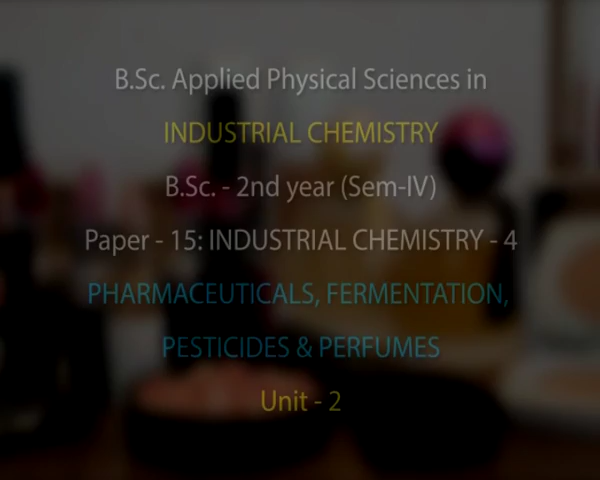 B.Sc. Applied Physical Sciences in
INDUSTRIAL CHEMISTRY
B.Sc. - 2nd year (Sem-IV)
Paper - 15: INDUSTRIAL CHEMISTRY - 4
PHARMACEUTICALS, FERMENTATION,
PESTICIDES & PERFUMES
Unit - 2